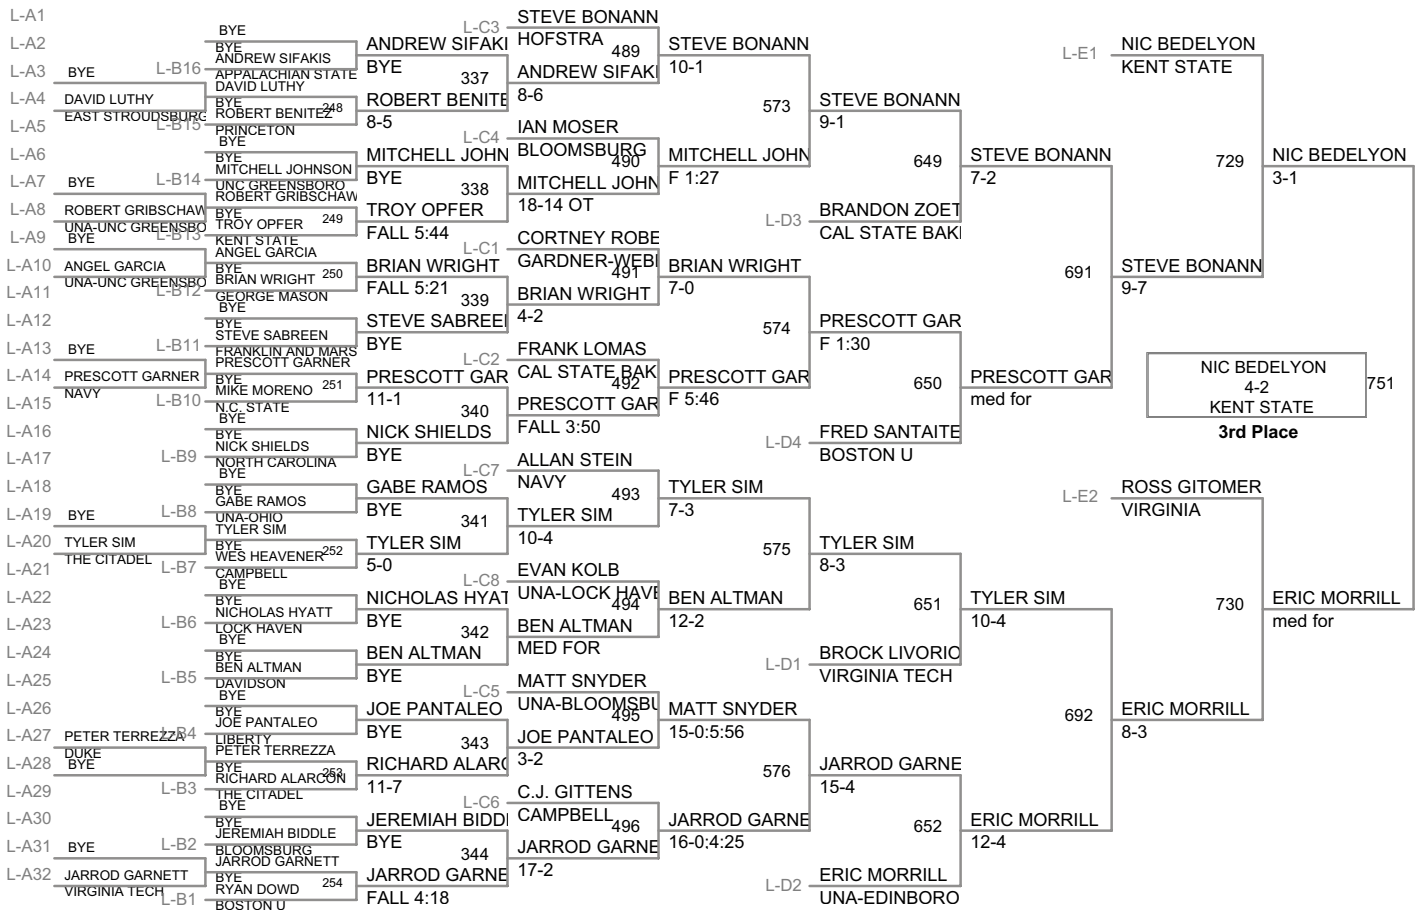 L-A1
L-A2
L-A3
L-A4
L-A5
L-A6
L-A7
L-A8
L-A9
L-A10
L-A11
L-A12
L-A13
L-A14
L-A15
L-A16
L-A17
L-A18
L-A19
L-A20
L-A21
L-A22
L-A23
L-A24
L-A25
L-A26
L-A27
L-A28
L-A29
L-A30
L-A31
L-A32
BYE
DAVID LUTHY
EAST STROUDSBURG
BYE
ROBERT GRIBSCHAW
UNA-UNC GREENSBO
BYE
ANGEL GARCIA
UNA-UNC GREENSBO
BYE
PRESCOTT GARNER
NAVY
BYE
TYLER SIM
THE CITADEL
PETER TERREZZA
DUKE
BYE
BYE
JARROD GARNETT
VIRGINIA TECH
BYE
BYE
L-B16
ANDREW SIFAKIS
APPALACHIAN STATE
DAVID LUTHY
BYE
248
L-B15
ROBERT BENITEZ
PRINCETON
BYE
BYE
L-B14
MITCHELL JOHNSON
UNC GREENSBORO
ROBERT GRIBSCHAW
BYE
249
L-B13
TROY OPFER
KENT STATE
ANGEL GARCIA
BYE
250
L-B12
BRIAN WRIGHT
GEORGE MASON
BYE
BYE
L-B11
STEVE SABREEN
FRANKLIN AND MARS
PRESCOTT GARNER
BYE
251
L-B10
MIKE MORENO
N.C. STATE
BYE
BYE
L-B9
NICK SHIELDS
NORTH CAROLINA
BYE
BYE
L-B8
GABE RAMOS
UNA-OHIO
TYLER SIM
BYE
252
L-B7
WES HEAVENER
CAMPBELL
BYE
BYE
L-B6
NICHOLAS HYATT
LOCK HAVEN
BYE
BYE
L-B5
BEN ALTMAN
DAVIDSON
BYE
BYE
L-B4
JOE PANTALEO
LIBERTY
PETER TERREZZA
BYE
253
L-B3
RICHARD ALARCON
THE CITADEL
BYE
BYE
L-B2
JEREMIAH BIDDLE
BLOOMSBURG
JARROD GARNETT
BYE
254
L-B1
RYAN DOWD
BOSTON U
ANDREW SIFAKI
BYE
337
ROBERT BENITE
8-5
MITCHELL JOHN
BYE
338
TROY OPFER
FALL 5:44
BRIAN WRIGHT
FALL 5:21
339
STEVE SABREEI
BYE
PRESCOTT GAR
11-1
340
NICK SHIELDS
BYE
GABE RAMOS
BYE
341
TYLER SIM
5-0
NICHOLAS HYAT
BYE
342
BEN ALTMAN
BYE
JOE PANTALEO
BYE
343
RICHARD ALARC
11-7
JEREMIAH BIDDI
BYE
344
JARROD GARNE
FALL 4:18
L-C3
STEVE BONANN
HOFSTRA
489
ANDREW SIFAKI
8-6
L-C4
IAN MOSER
BLOOMSBURG
490
MITCHELL JOHN
18-14 OT
L-C1
CORTNEY ROBE
GARDNER-WEBI
491
BRIAN WRIGHT
4-2
L-C2
FRANK LOMAS
CAL STATE BAK
492
PRESCOTT GAR
FALL 3:50
L-C7
ALLAN STEIN
NAVY
493
TYLER SIM
10-4
L-C8
EVAN KOLB
UNA-LOCK HAVE
494
BEN ALTMAN
MED FOR
L-C5
MATT SNYDER
UNA-BLOOMSBU
495
JOE PANTALEO
3-2
L-C6
C.J. GITTENS
CAMPBELL
496
JARROD GARNE
17-2
STEVE BONANN
10-1
573
MITCHELL JOHN
F 1:27
BRIAN WRIGHT
7-0
574
PRESCOTT GAR
F 5:46
TYLER SIM
7-3
575
BEN ALTMAN
12-2
MATT SNYDER
15-0:5:56
576
JARROD GARNE
16-0;4:25
STEVE BONANN
9-1
649
L-D3
BRANDON ZOET
CAL STATE BAKI
PRESCOTT GAR
F 1:30
650
L-D4
FRED SANTAITE
BOSTON U
TYLER SIM
8-3
651
L-D1
BROCK LIVORIO
VIRGINIA TECH
JARROD GARNE
15-4
652
L-D2
ERIC MORRILL
UNA-EDINBORO
STEVE BONANN
7-2
691
PRESCOTT GAR
med for
TYLER SIM
10-4
692
ERIC MORRILL
12-4
L-E1
NIC BEDELYON
KENT STATE
729
STEVE BONANN
9-7
L-E2
ROSS GITOMER
VIRGINIA
730
ERIC MORRILL
8-3
NIC BEDELYON
3-1
NIC BEDELYON
4-2
KENT STATE
751
3rd Place
ERIC MORRILL
med for